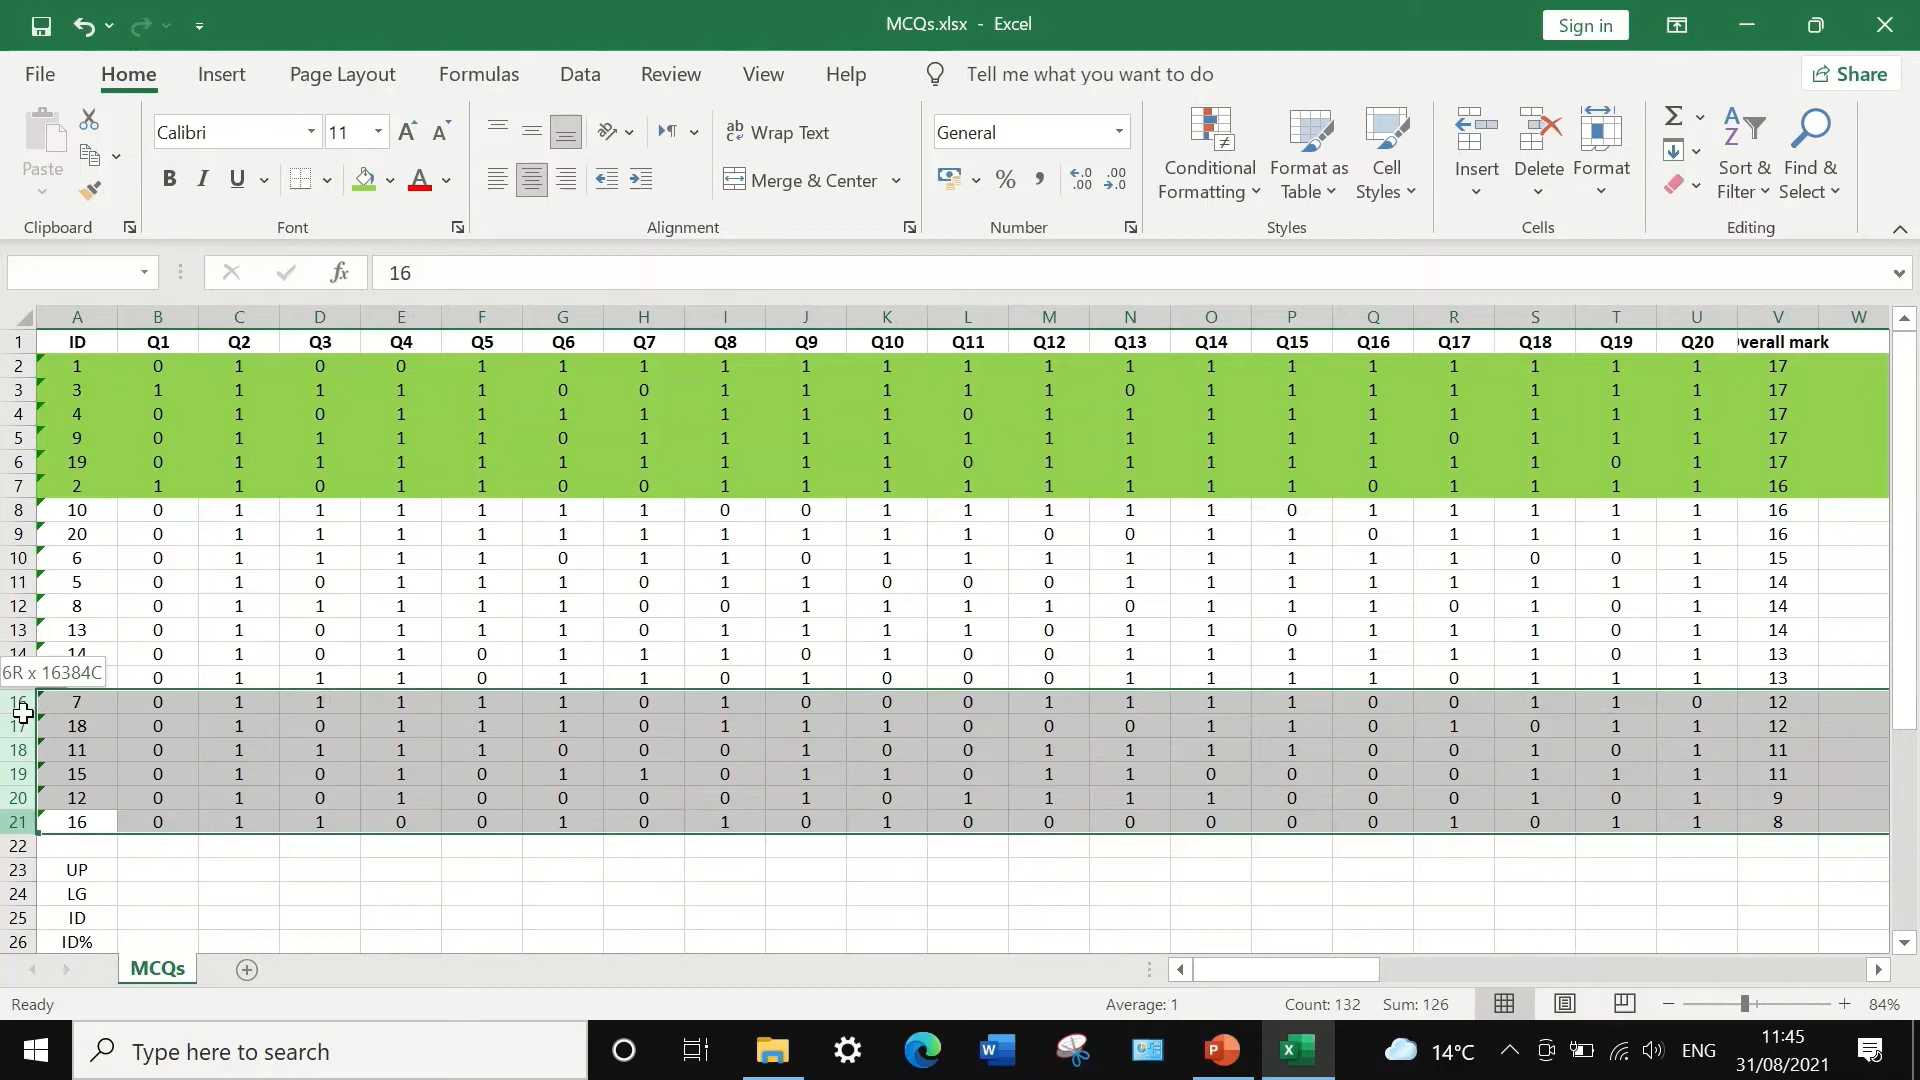 MCQs.xlsx - Excel
Sign in
File Home Insert Page Layout Formulas Data Review View Help Tell me what you want to do Share
Paste
Calibri 11
B I U
Wrap Text
Merge & Center
General
Conditional Formatting
Format as Table
Cell Styles
Insert Delete Format
Sort & Filter
Find & Select
Clipboard Font Alignment Number Styles Cells Editing
16
A B C D E F G H I J K L M N O P Q R S T U V W
1 ID Q1 Q2 Q3 Q4 Q5 Q6 Q7 Q8 Q9 Q10 Q11 Q12 Q13 Q14 Q15 Q16 Q17 Q18 Q19 Q20 verall mark
2 1 0 1 0 0 1 1 1 1 1 1 1 1 1 1 1 1 1 1 1 1 17
3 3 1 1 1 1 1 0 0 1 1 1 1 1 0 1 1 1 1 1 1 1 17
4 4 0 1 0 1 1 1 1 1 1 1 0 1 1 1 1 1 1 1 1 1 17
5 9 0 1 1 1 1 0 1 1 1 1 1 1 1 1 1 1 0 1 1 1 17
6 19 0 1 1 1 1 1 1 1 1 1 0 1 1 1 1 1 1 1 0 1 17
7 2 1 1 0 1 1 0 0 1 1 1 1 1 1 1 1 0 1 1 1 1 16
8 10 0 1 1 1 1 1 1 0 0 1 1 1 1 1 0 1 1 1 1 1 16
9 20 0 1 1 1 1 1 1 1 1 1 1 0 0 1 1 0 1 1 1 1 16
10 6 0 1 1 1 1 0 1 1 0 1 1 1 1 1 1 1 1 0 0 1 15
11 5 0 1 0 1 1 1 0 1 1 0 0 0 1 1 1 1 1 1 1 1 14
12 8 0 1 1 1 1 1 0 0 1 1 1 1 0 1 1 1 0 1 0 1 14
13 13 0 1 0 1 1 1 0 1 1 1 1 0 1 1 0 1 1 1 0 1 14
14 14 0 1 0 1 0 1 1 1 0 1 0 0 1 1 1 1 1 1 0 1 13
6R x 16384C
0 1 1 1 0 1 1 0 0 1 0 0 1 1 1 1 0 1 1 1 13
16 7 0 1 1 1 1 1 0 1 0 0 0 1 1 1 1 0 0 1 1 0 12
17 18 0 1 0 1 1 1 0 1 1 1 0 0 0 1 1 0 1 0 1 1 12
18 11 0 1 1 1 1 0 0 0 1 0 0 1 1 1 1 0 0 1 0 1 11
19 15 0 1 0 1 0 1 1 0 1 1 0 1 1 0 0 0 0 1 1 1 11
20 12 0 1 0 1 0 0 0 0 1 0 1 1 1 1 0 0 0 1 0 1 9
21 16 0 1 1 0 0 1 0 1 0 1 0 0 0 0 0 0 1 0 1 1 8
22
23 UP
24 LG
25 ID
26 ID%
MCQs
Ready Average: 1 Count: 132 Sum: 126 84%
Type here to search
14°C
ENG
11:45
31/08/2021